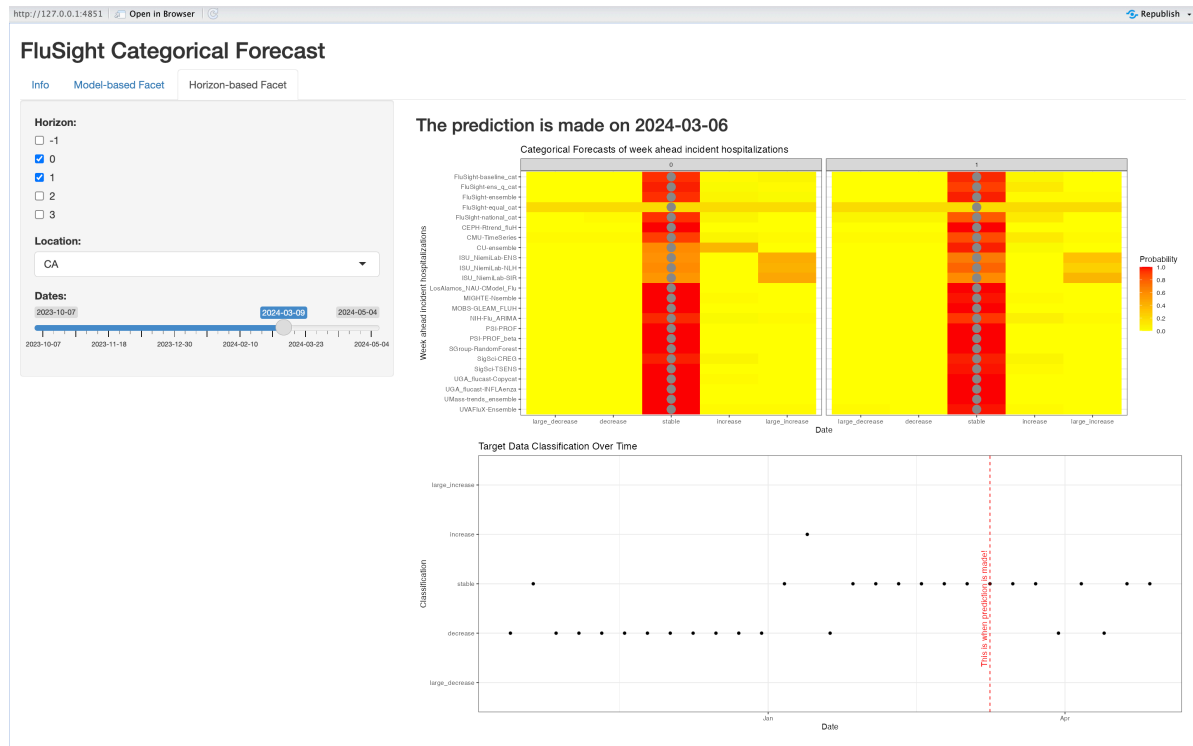 http://127.0.0.1:4851 Open in Browser Republish
FluSight Categorical Forecast
Info Model-based Facet Horizon-based Facet
Horizon:
-1
0
1
2
3
Location:
CA
Dates:
2023-10-07 2024-03-09 2024-05-04
2023-10-07 2023-11-18 2023-12-30 2024-02-10 2024-03-23 2024-05-04
The prediction is made on 2024-03-06
Categorical Forecasts of week ahead incident hospitalizations
0 1
Week ahead incident hospitalizations
FluSight-baseline_cat
FluSight-ens_q_cat
FluSight-ensemble
FluSight-equal_cat
FluSight-national_cat
CEPH-Rtrend_fluH
CMU-TimeSeries
CU-ensemble
ISU_NiemiLab-ENS
ISU_NiemiLab-NLH
ISU_NiemiLab-SIR
LosAlamos_NAU-CModel_Flu
MIGHTE-Nsemble
MOBS-GLEAM_FLUH
NIH-Flu_ARIMA
PSI-PROF
PSI-PROF_beta
SGroup-RandomForest
SigSci-CREG
SigSci-TSENS
UGA_flucast-Copycat
UGA_flucast-INFLAenza
UMass-trends_ensemble
UVAFluX-Ensemble
large_decrease decrease stable increase large_increase large_decrease decrease stable increase large_increase
Date
Probability
1.0
0.8
0.6
0.4
0.2
0.0
Target Data Classification Over Time
Classification
large_increase
increase
stable
decrease
large_decrease
This is when prediction is made!
Jan Apr
Date